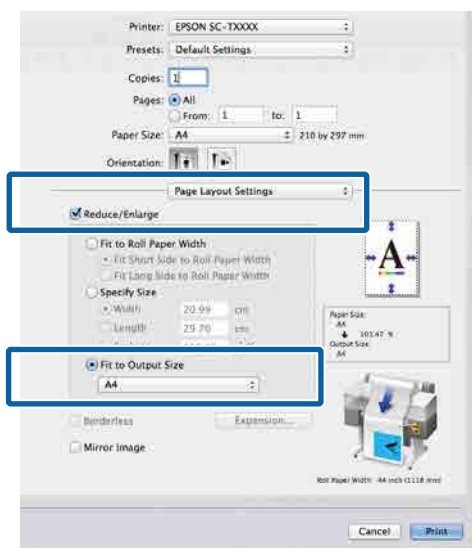 Printer: EPSON SC-TXXXX
Presets: Default Settings
Copies: 1
Pages: All
From: 1 to: 1
Paper Size: A4 210 by 297 mm
Orientation:
Page Layout Settings
Reduce/Enlarge
Fit to Roll Paper Width
Fit Short Side to Roll Paper Width
Fit Long Side to Roll Paper Width
Specify Size
Width 20.99 cm
Length 29.70 cm
Fit to Output Size
A4
Borderless Expansion...
Mirror Image
A
Paper Size:
A4
103.47 %
Output Size
A4
Roll Paper Width: 44 inch (1118 mm)
Cancel Print